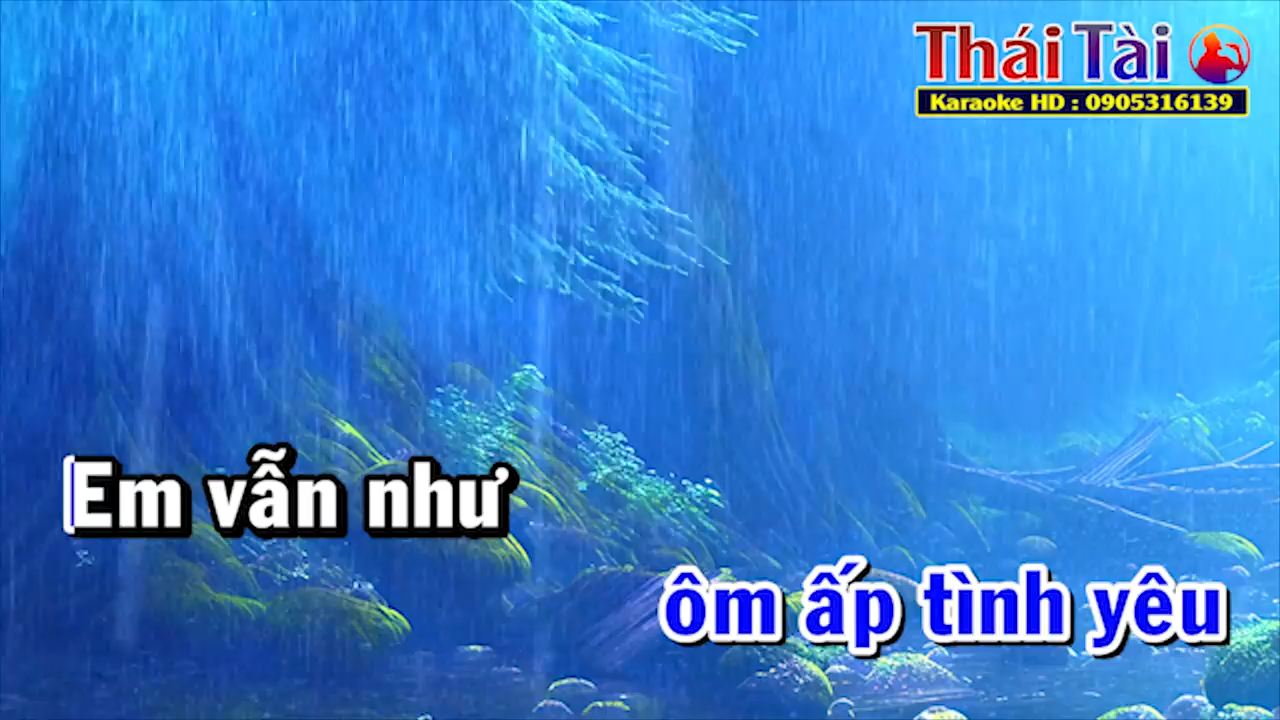 Thái Tài
Karaoke HD : 0905316139
Em vẫn như
ôm ấp tình yêu